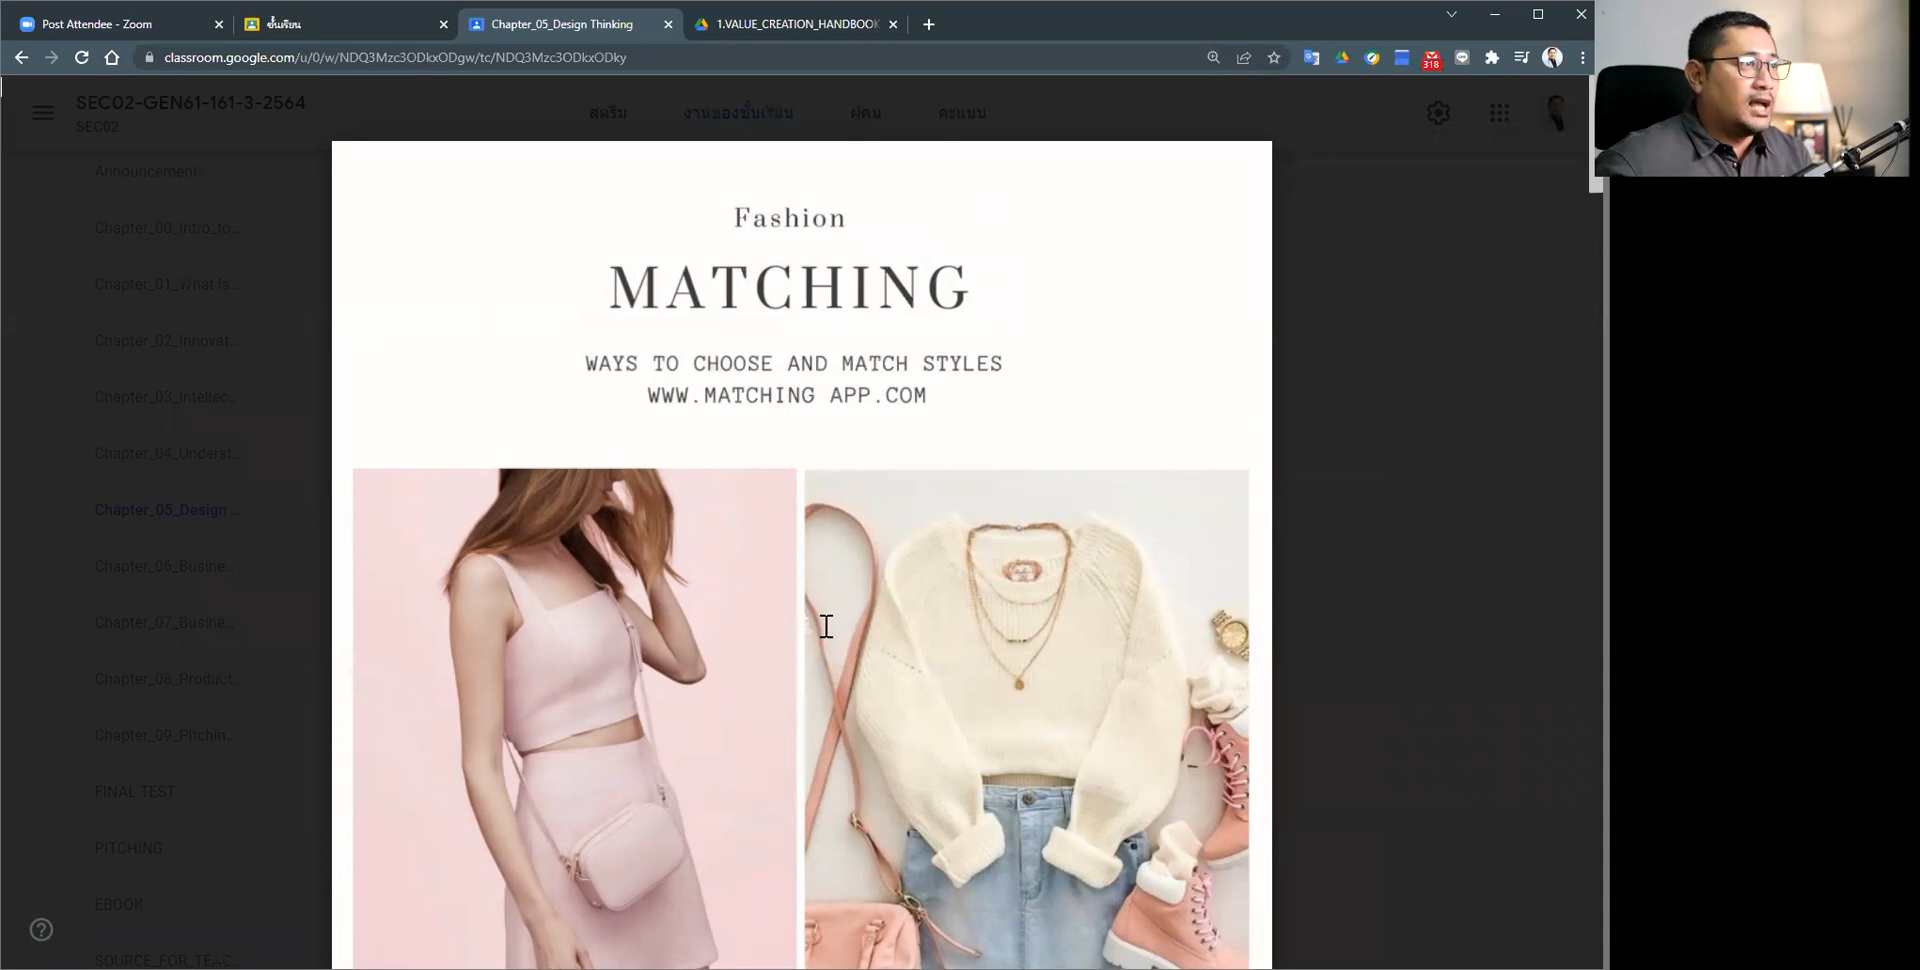 Post Attendee - Zoom
ชั้นเรียน
Chapter_05_Design Thinking
1.VALUE_CREATION_HANDBOOK
classroom.google.com/u/0/w/NDQ3Mzc3ODkxODgw/tc/NDQ3Mzc3ODkxODky
318
SEC02-GEN61-161-3-2564
SEC02
สตรีม
งานของชั้นเรียน
ผู้คน
คะแนน
Announcement
Chapter_00_Intro_to...
Chapter_01_What is...
Chapter_02_Innovat...
Chapter_03_Intellec...
Chapter_04_Underst...
Chapter_05_Design ...
Chapter_06_Busine...
Chapter_07_Busine...
Chapter_08_Product...
Chapter_09_Pitchin...
FINAL TEST
PITCHING
EBOOK
SOURCE_FOR_TEAC...
Fashion
MATCHING
WAYS TO CHOOSE AND MATCH STYLES
WWW.MATCHING APP.COM